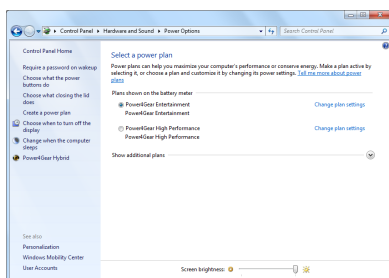 Control Panel ▸ Hardware and Sound ▸ Power Options
Search Control Panel
Control Panel Home
Require a password on wakeup
Choose what the power
buttons do
Choose what closing the lid
does
Create a power plan
Choose when to turn off the
display
Change when the computer
sleeps
Power4Gear Hybrid
See also
Personalization
Windows Mobility Center
User Accounts
Select a power plan
Power plans can help you maximize your computer's performance or conserve energy. Make a plan active by
selecting it, or choose a plan and customize it by changing its power settings. Tell me more about power
plans
Plans shown on the battery meter
Power4Gear Entertainment
Change plan settings
Power4Gear Entertainment
Power4Gear High Performance
Change plan settings
Power4Gear High Performance
Show additional plans
Screen brightness: